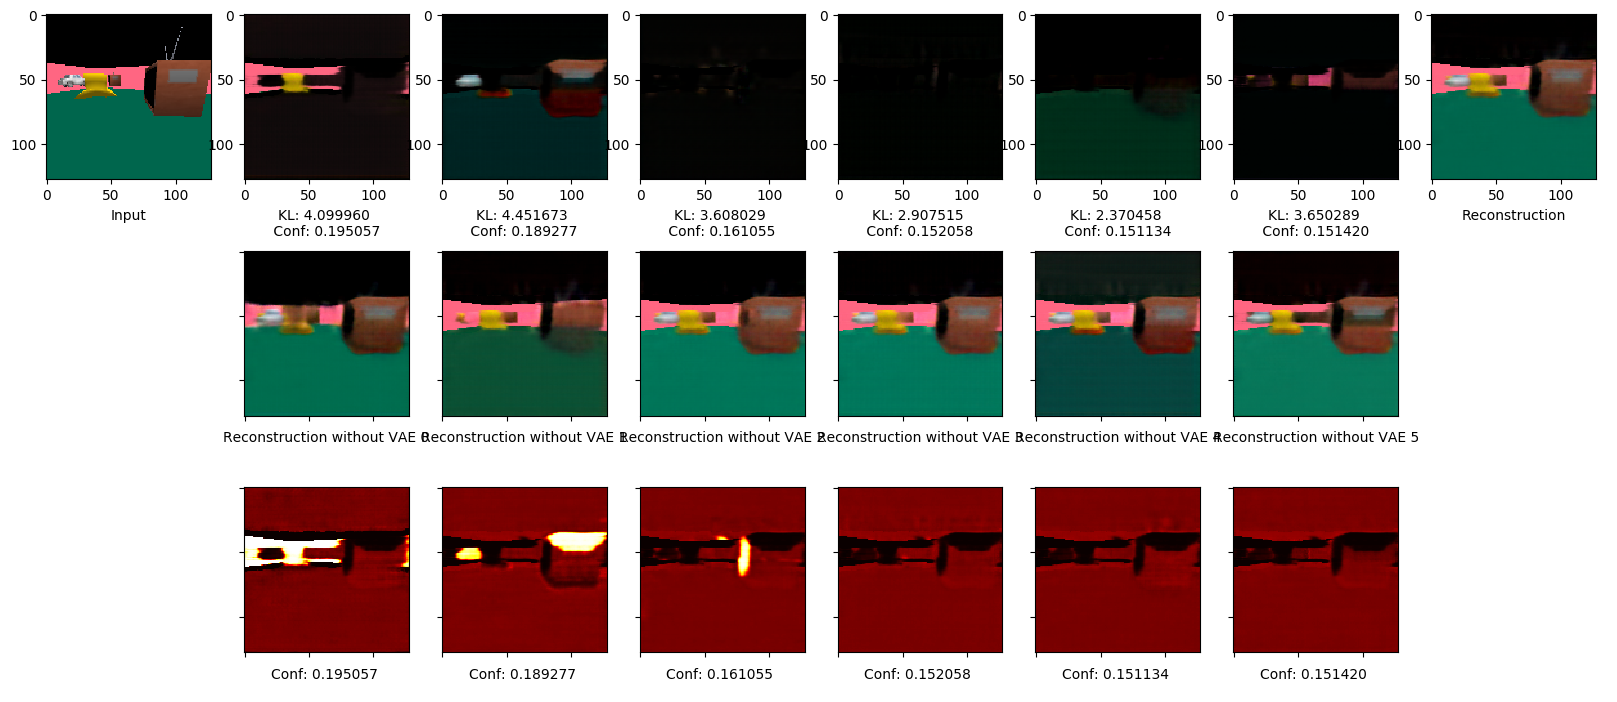 0
50
100
0
50
100
Input
0
50
100
0
50
100
KL: 4.099960
Conf: 0.195057
0
50
100
0
50
100
KL: 4.451673
Conf: 0.189277
0
50
100
0
50
100
KL: 3.608029
Conf: 0.161055
0
50
100
0
50
100
KL: 2.907515
Conf: 0.152058
0
50
100
0
50
100
KL: 2.370458
Conf: 0.151134
0
50
100
0
50
100
KL: 3.650289
Conf: 0.151420
0
50
100
0
50
100
Reconstruction
Reconstruction without VAE 0
Reconstruction without VAE 1
Reconstruction without VAE 2
Reconstruction without VAE 3
Reconstruction without VAE 4
Reconstruction without VAE 5
Conf: 0.195057
Conf: 0.189277
Conf: 0.161055
Conf: 0.152058
Conf: 0.151134
Conf: 0.151420